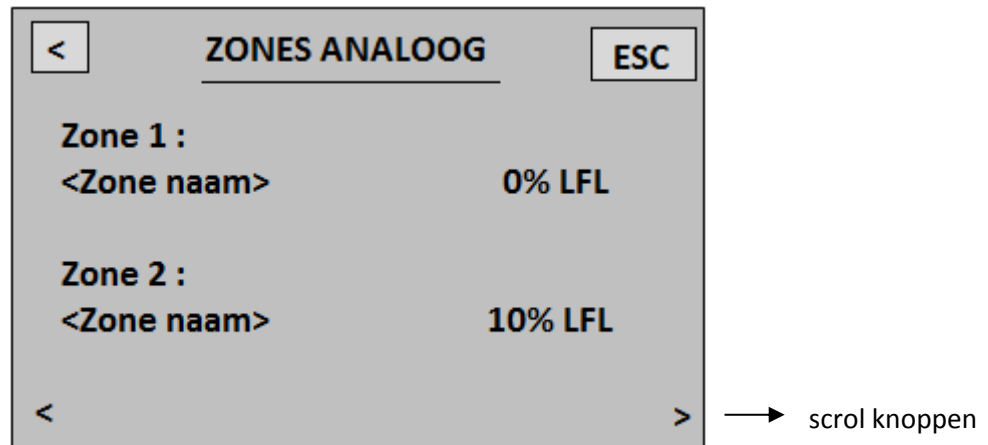 < ZONES ANALOOG ESC
Zone 1 :
<Zone naam> 0% LFL
Zone 2 :
<Zone naam> 10% LFL
< > scrol knoppen